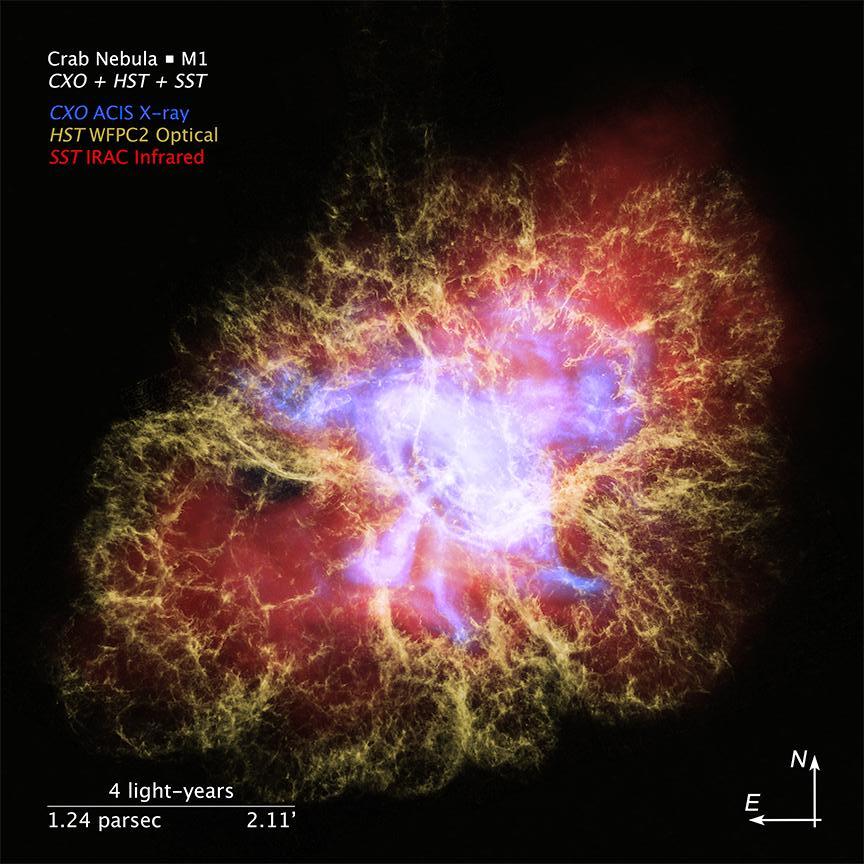 Crab Nebula ▪ M1
CXO + HST + SST
CXO ACIS X-ray
HST WFPC2 Optical
SST IRAC Infrared
4 light-years
1.24 parsec 2.11’
N
E